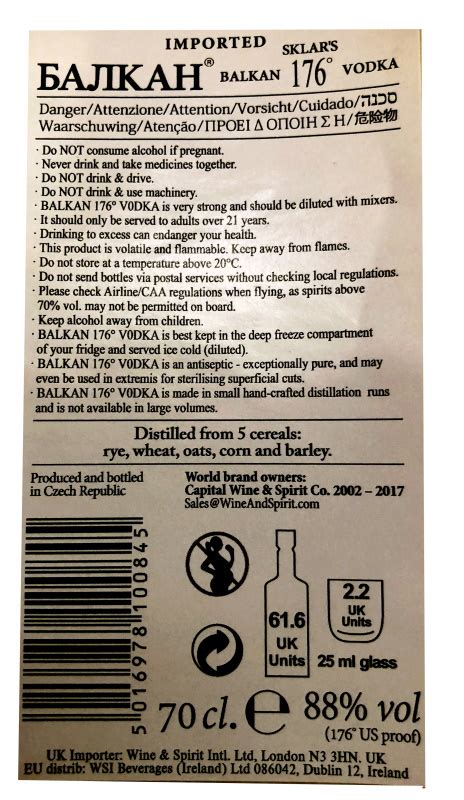 IMPORTED
БАЛКАН® BALKAN SKLAR'S 176° VODKA
Danger/Attenzione/Attention/Vorsicht/Cuidado/סכנה
Waarschuwing/Atenção/ΠΡΟΕΙ Δ ΟΠΟΙΗ Σ Η/危険物
· Do NOT consume alcohol if pregnant.
· Never drink and take medicines together.
· Do NOT drink & drive.
· Do NOT drink & use machinery.
· BALKAN 176° V0DKA is very strong and should be diluted with mixers.
· It should only be served to adults over 21 years.
· Drinking to excess can endanger your health.
· This product is volatile and flammable. Keep away from flames.
· Do not store at a temperature above 20°C.
· Do not send bottles via postal services without checking local regulations.
· Please check Airline/CAA regulations when flying, as spirits above
70% vol. may not be permitted on board.
· Keep alcohol away from children.
· BALKAN 176° V0DKA is best kept in the deep freeze compartment
of your fridge and served ice cold (diluted).
· BALKAN 176° V0DKA is an antiseptic - exceptionally pure, and may
even be used in extremis for sterilising superficial cuts.
· BALKAN 176° V0DKA is made in small hand-crafted distillation runs
and is not available in large volumes.
Distilled from 5 cereals:
rye, wheat, oats, corn and barley.
Produced and bottled
in Czech Republic
World brand owners:
Capital Wine & Spirit Co. 2002 – 2017
Sales@WineAndSpirit.com
5 016978 100845
61.6
UK
Units
2.2
UK
Units
25 ml glass
70 cl. ℮ 88% vol
(176° US proof)
UK Importer: Wine & Spirit Intl. Ltd, London N3 3HN. UK
EU distrib: WSI Beverages (Ireland) Ltd 086042, Dublin 12, Ireland